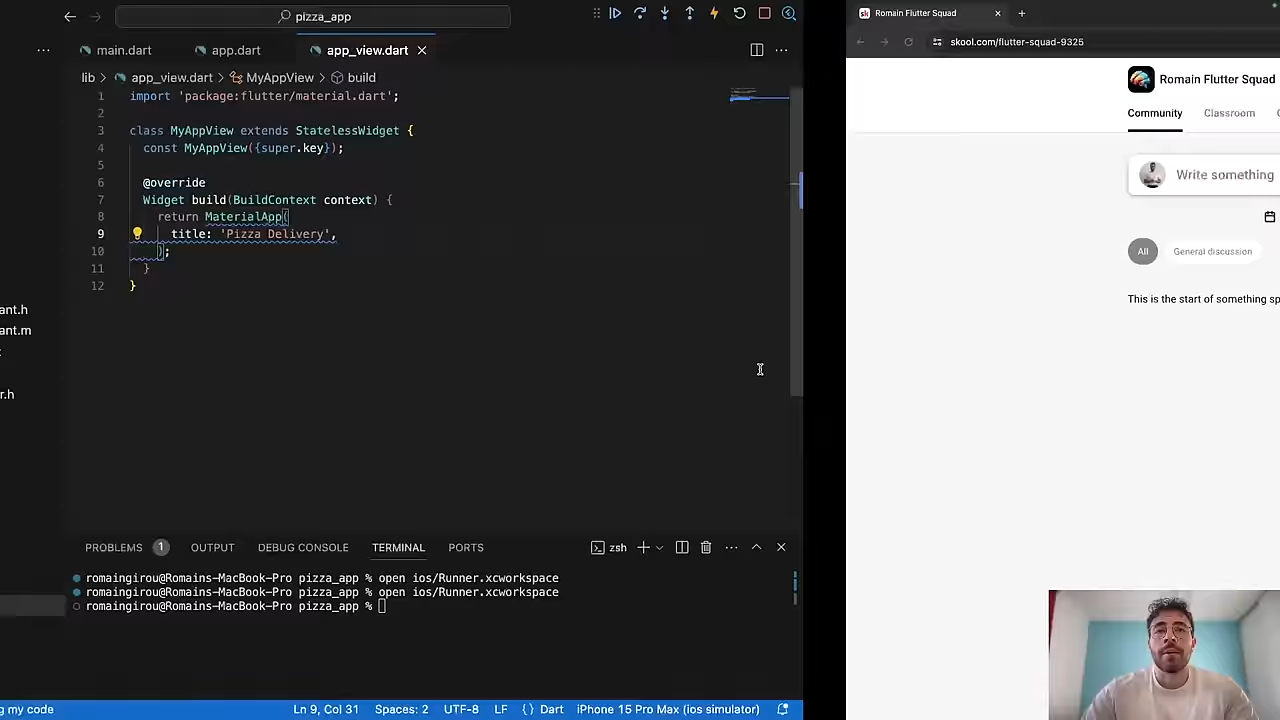 pizza_app
main.dart
app.dart
app_view.dart
lib > app_view.dart > MyAppView > build
1 import 'package:flutter/material.dart';
2
3 class MyAppView extends StatelessWidget {
4 const MyAppView({super.key});
5
6 @override
7 Widget build(BuildContext context) {
8 return MaterialApp(
9 title: 'Pizza Delivery',
10 );
11 }
12 }
ant.h
ant.m
r.h
PROBLEMS 1 OUTPUT DEBUG CONSOLE TERMINAL PORTS
zsh
romaingirou@Romains-MacBook-Pro pizza_app % open ios/Runner.xcworkspace
romaingirou@Romains-MacBook-Pro pizza_app % open ios/Runner.xcworkspace
romaingirou@Romains-MacBook-Pro pizza_app %
g my code
Ln 9, Col 31 Spaces: 2 UTF-8 LF {} Dart iPhone 15 Pro Max (ios simulator)
sk Romain Flutter Squad
skool.com/flutter-squad-9325
Romain Flutter Squad
Community Classroom
Write something
All General discussion
This is the start of something sp